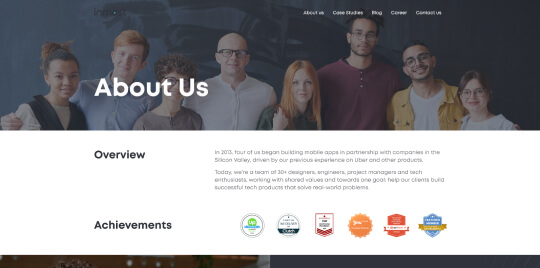 About us Case Studies Blog Career Contact us
About Us
Overview
In 2013, four of us began building mobile apps in partnership with companies in the
Silicon Valley, driven by our previous experience on Uber and other products.
Today, we're a team of 30+ designers, engineers, project managers and tech
enthusiasts, working with shared values and towards one goal: help our clients build
successful tech products that solve real-world problems
Achievements
Clutch